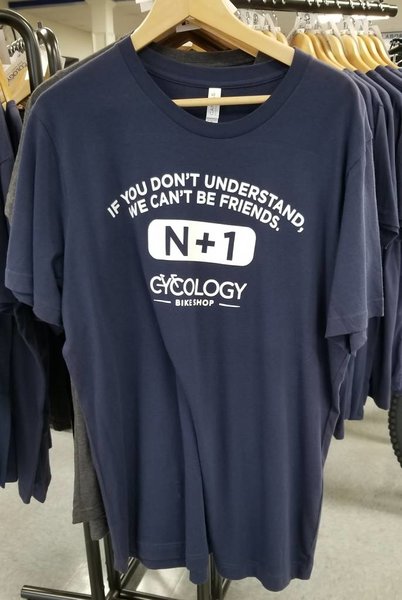 IF YOU DON'T UNDERSTAND,
WE CAN'T BE FRIENDS.
N+1
CYCOLOGY
BIKESHOP